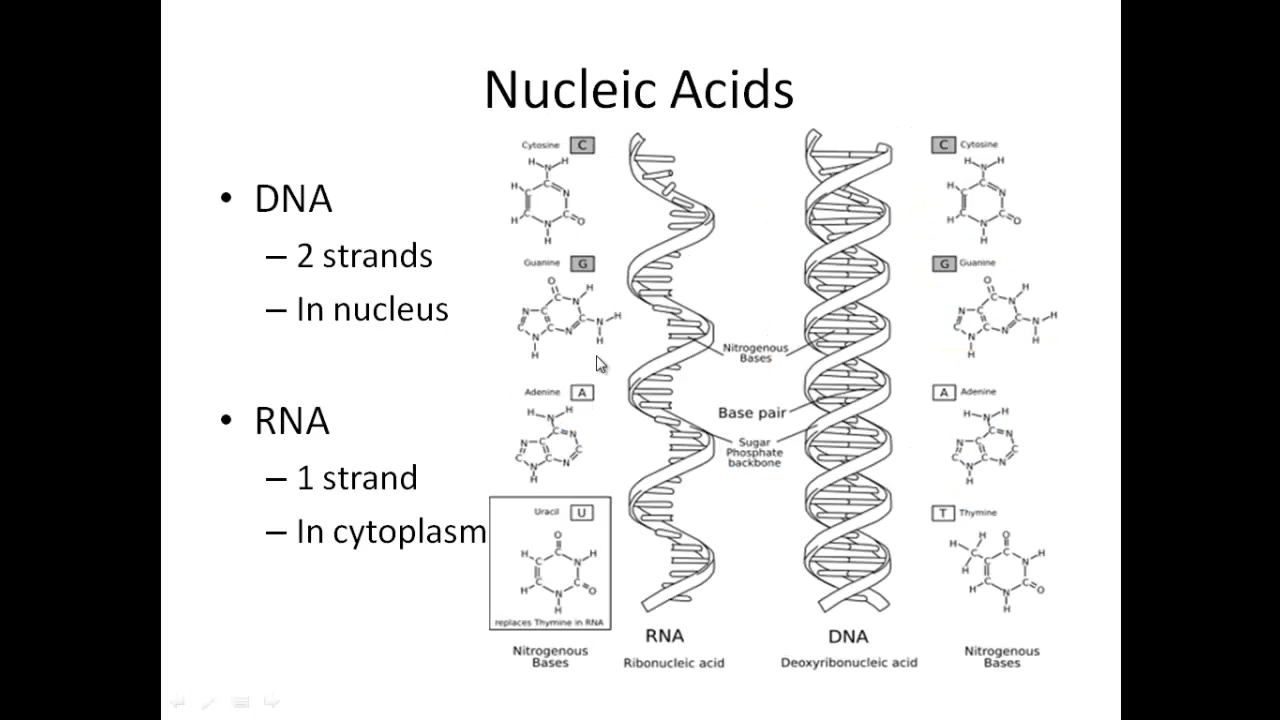 Nucleic Acids
• DNA
– 2 strands
– In nucleus
• RNA
– 1 strand
– In cytoplasm
Cytosine C
H H
N
H C
C N
C C
H N O
H
Guanine G
O
C H
N N
C C C H
C N N
N H
H
Adenine A
H N H
C
N C N
C C C
N N
H
Uracil U
O
H C H
C N
C C
H N O
H
replaces Thymine in RNA
Nitrogenous
Bases
Nitrogenous
Bases
Base pair
Sugar
Phosphate
backbone
RNA
Ribonucleic acid
DNA
Deoxyribonucleic acid
C Cytosine
H H
N
H C
C N
C C
H N O
H
G Guanine
O
C H
N N
C C C H
C N N
N H
H
A Adenine
H N H
C
N C N
C C C
N N
H
T Thymine
H O
H C C H
H C N
C C
H N O
H
Nitrogenous
Bases